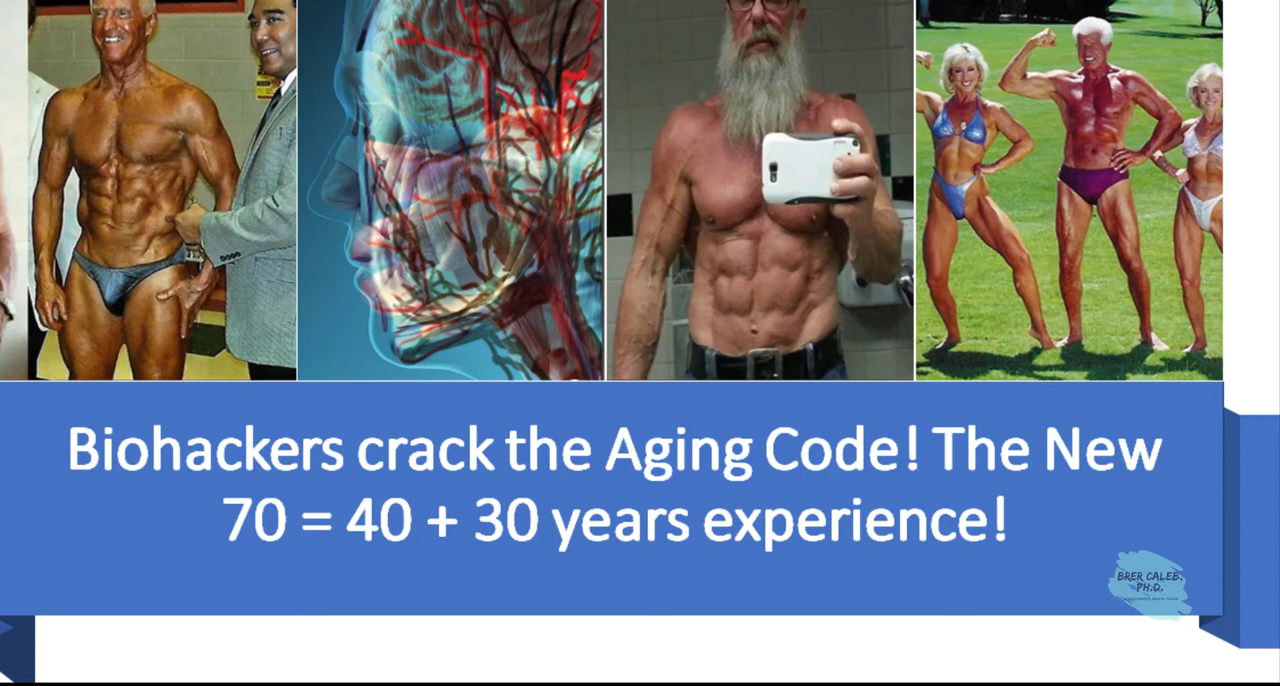 Biohackers crack the Aging Code! The New
70 = 40 + 30 years experience!
BRER CALEB,
PH.D.